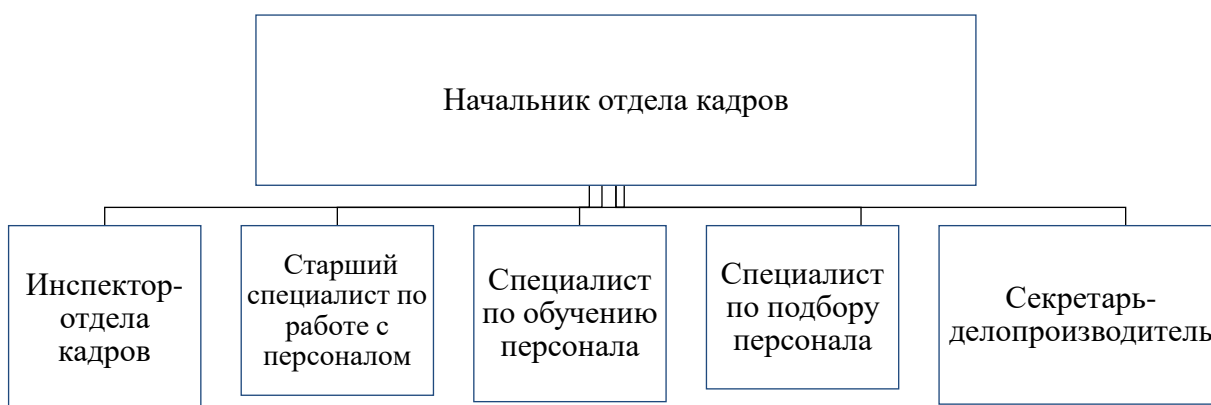 Начальник отдела кадров
Инспектор-
отдела
кадров
Старший
специалист по
работе с
персоналом
Специалист
по обучению
персонала
Специалист
по подбору
персонала
Секретарь-
делопроизводитель